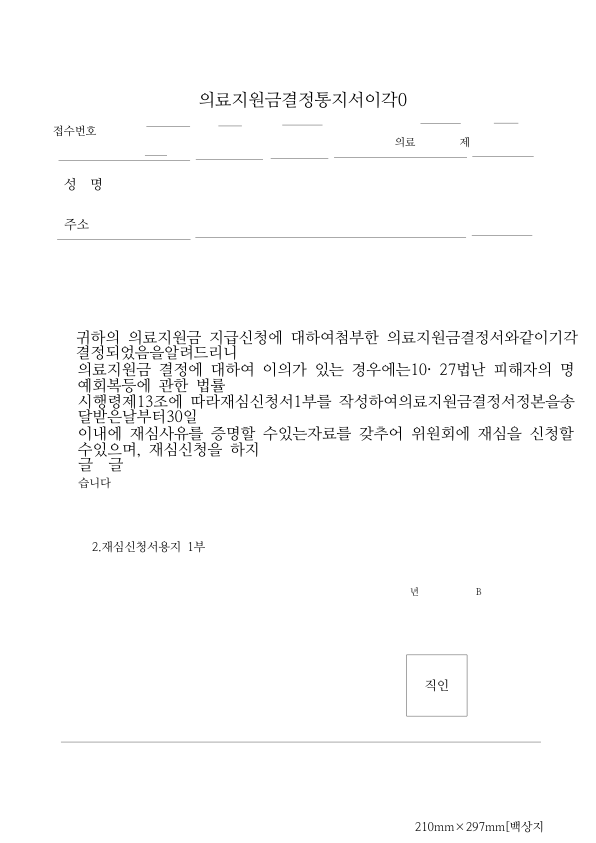 의료지원금결정통지서이각0
접수번호
의료 제
성 명
주소
귀하의 의료지원금 지급신청에 대하여첨부한 의료지원금결정서와같이기각
결정되었음을알려드리니
의료지원금 결정에 대하여 이의가 있는 경우에는10· 27법난 피해자의 명
예회복등에 관한 법률
시행령제13조에 따라재심신청서1부를 작성하여의료지원금결정서정본을송
달받은날부터30일
이내에 재심사유를 증명할 수있는자료를 갖추어 위원회에 재심을 신청할
수있으며, 재심신청을 하지
글 글
습니다
2.재심신청서용지 1부
년 B
직인
210mm×297mm[백상지